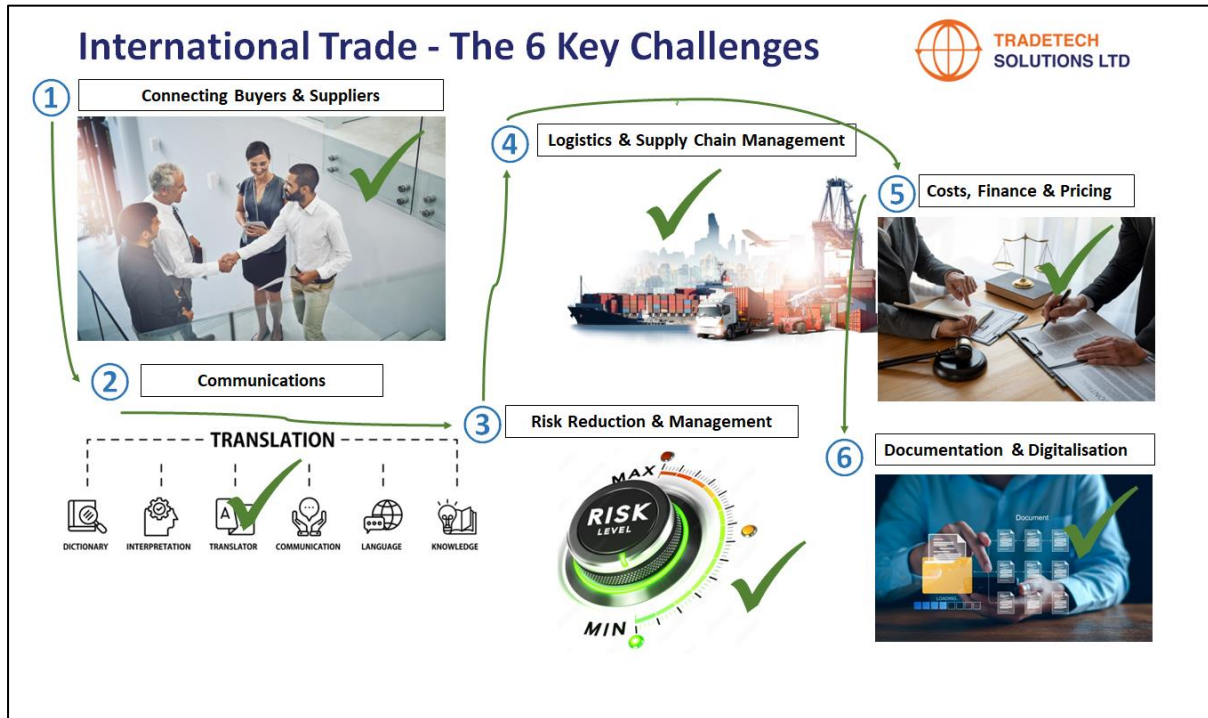 International Trade - The 6 Key Challenges
TRADETECH
SOLUTIONS LTD
1
Connecting Buyers & Suppliers
2
Communications
TRANSLATION
DICTIONARY
INTERPRETATION
A
TRANSLATOR
COMMUNICATION
LANGUAGE
KNOWLEDGE
3
Risk Reduction & Management
MAX
RISK
LEVEL
MIN
4
Logistics & Supply Chain Management
5
Costs, Finance & Pricing
6
Documentation & Digitalisation
Document
LOADING...